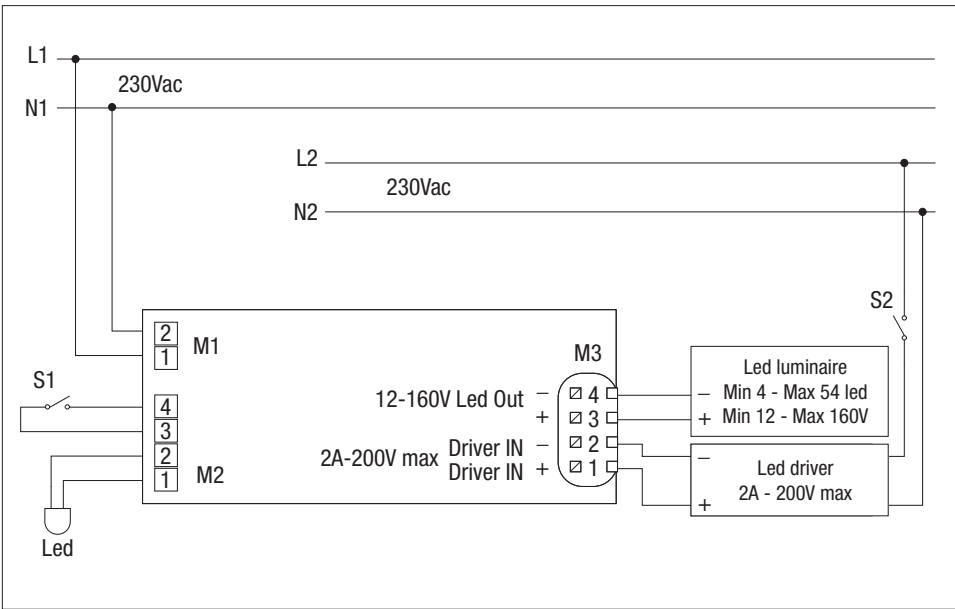 L1
230Vac
N1
L2
230Vac
N2
S2
2
1
M1
S1
4
3
2
1
M2
Led
M3
12-160V Led Out
−
+
4
3
2A-200V max
Driver IN −
Driver IN +
2
1
Led luminaire
− Min 4 - Max 54 led
+ Min 12 - Max 160V
−
Led driver
2A - 200V max
+